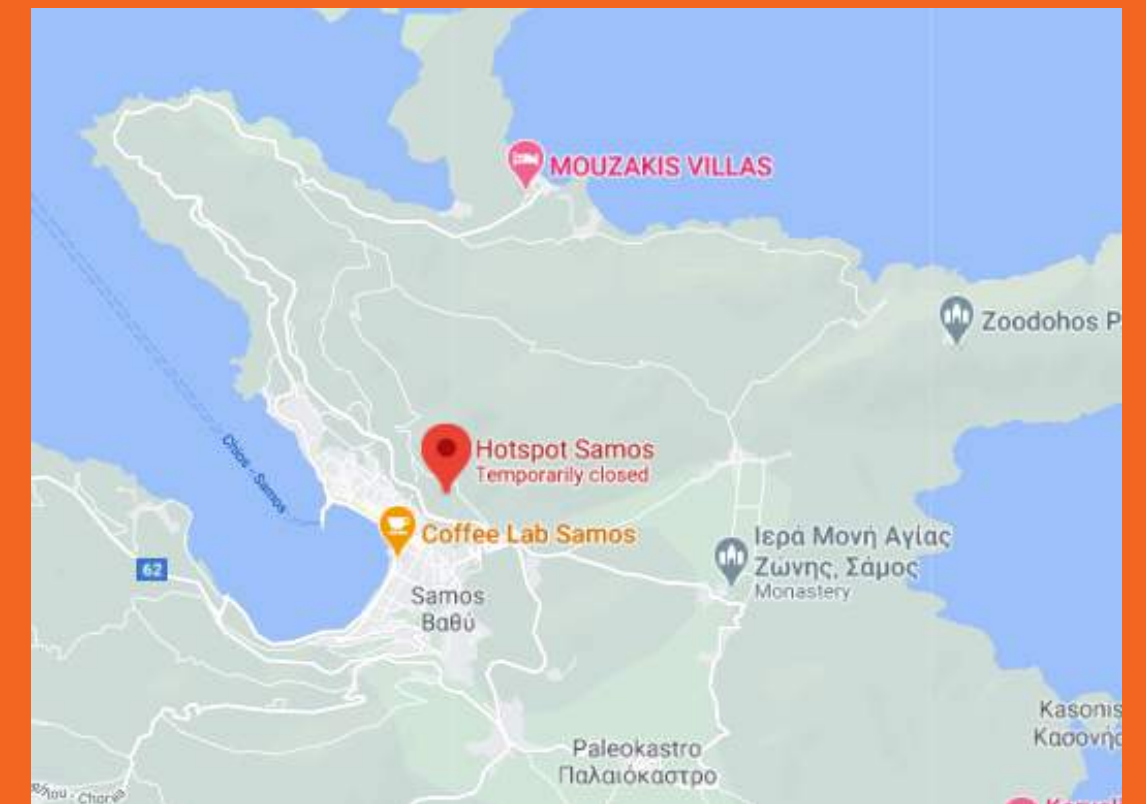 MOUZAKIS VILLAS
Zoodohos P
Hotspot Samos
Temporarily closed
Chios - Samos
Coffee Lab Samos
Ιερά Μονή Αγίας
Ζώνης, Σάμος
Monastery
62
Samos
Βαθύ
Kasonis
Κασονής
Paleokastro
Παλαιόκαστρο